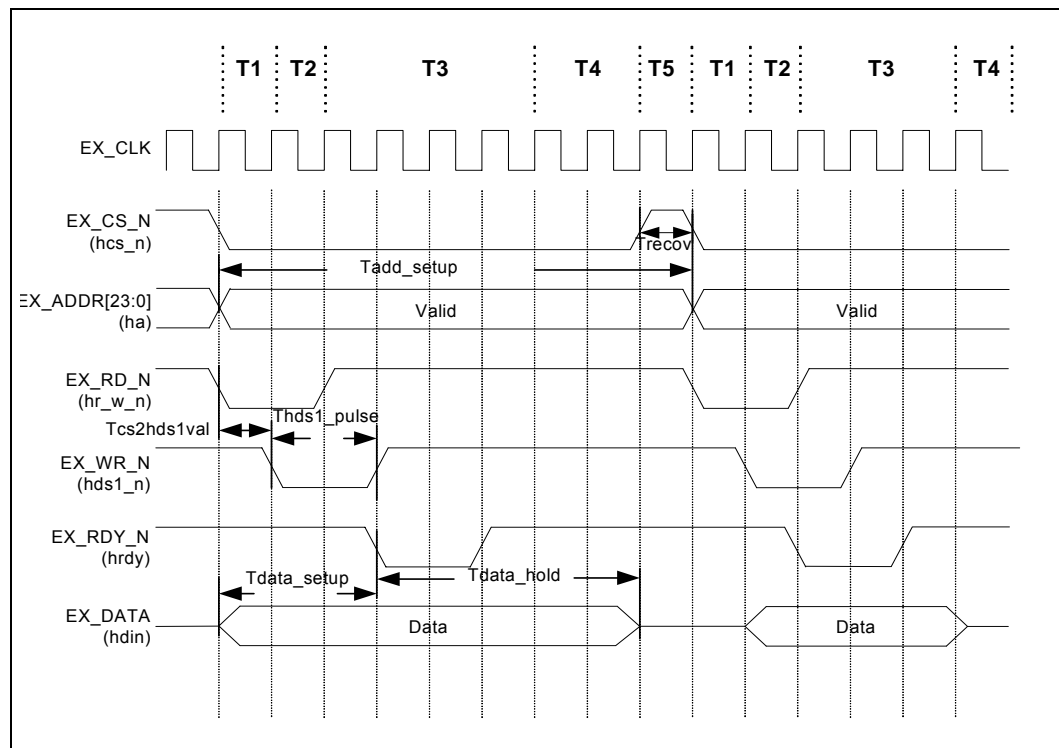 T1 T2 T3 T4 T5 T1 T2 T3 T4
EX_CLK
EX_CS_N
(hcs_n)
Trecov
Tadd_setup
EX_ADDR[23:0]
(ha)
Valid Valid
EX_RD_N
(hr_w_n)
Thds1_pulse
Tcs2hds1val
EX_WR_N
(hds1_n)
EX_RDY_N
(hrdy)
Tdata_setup Tdata_hold
EX_DATA
(hdin)
Data Data